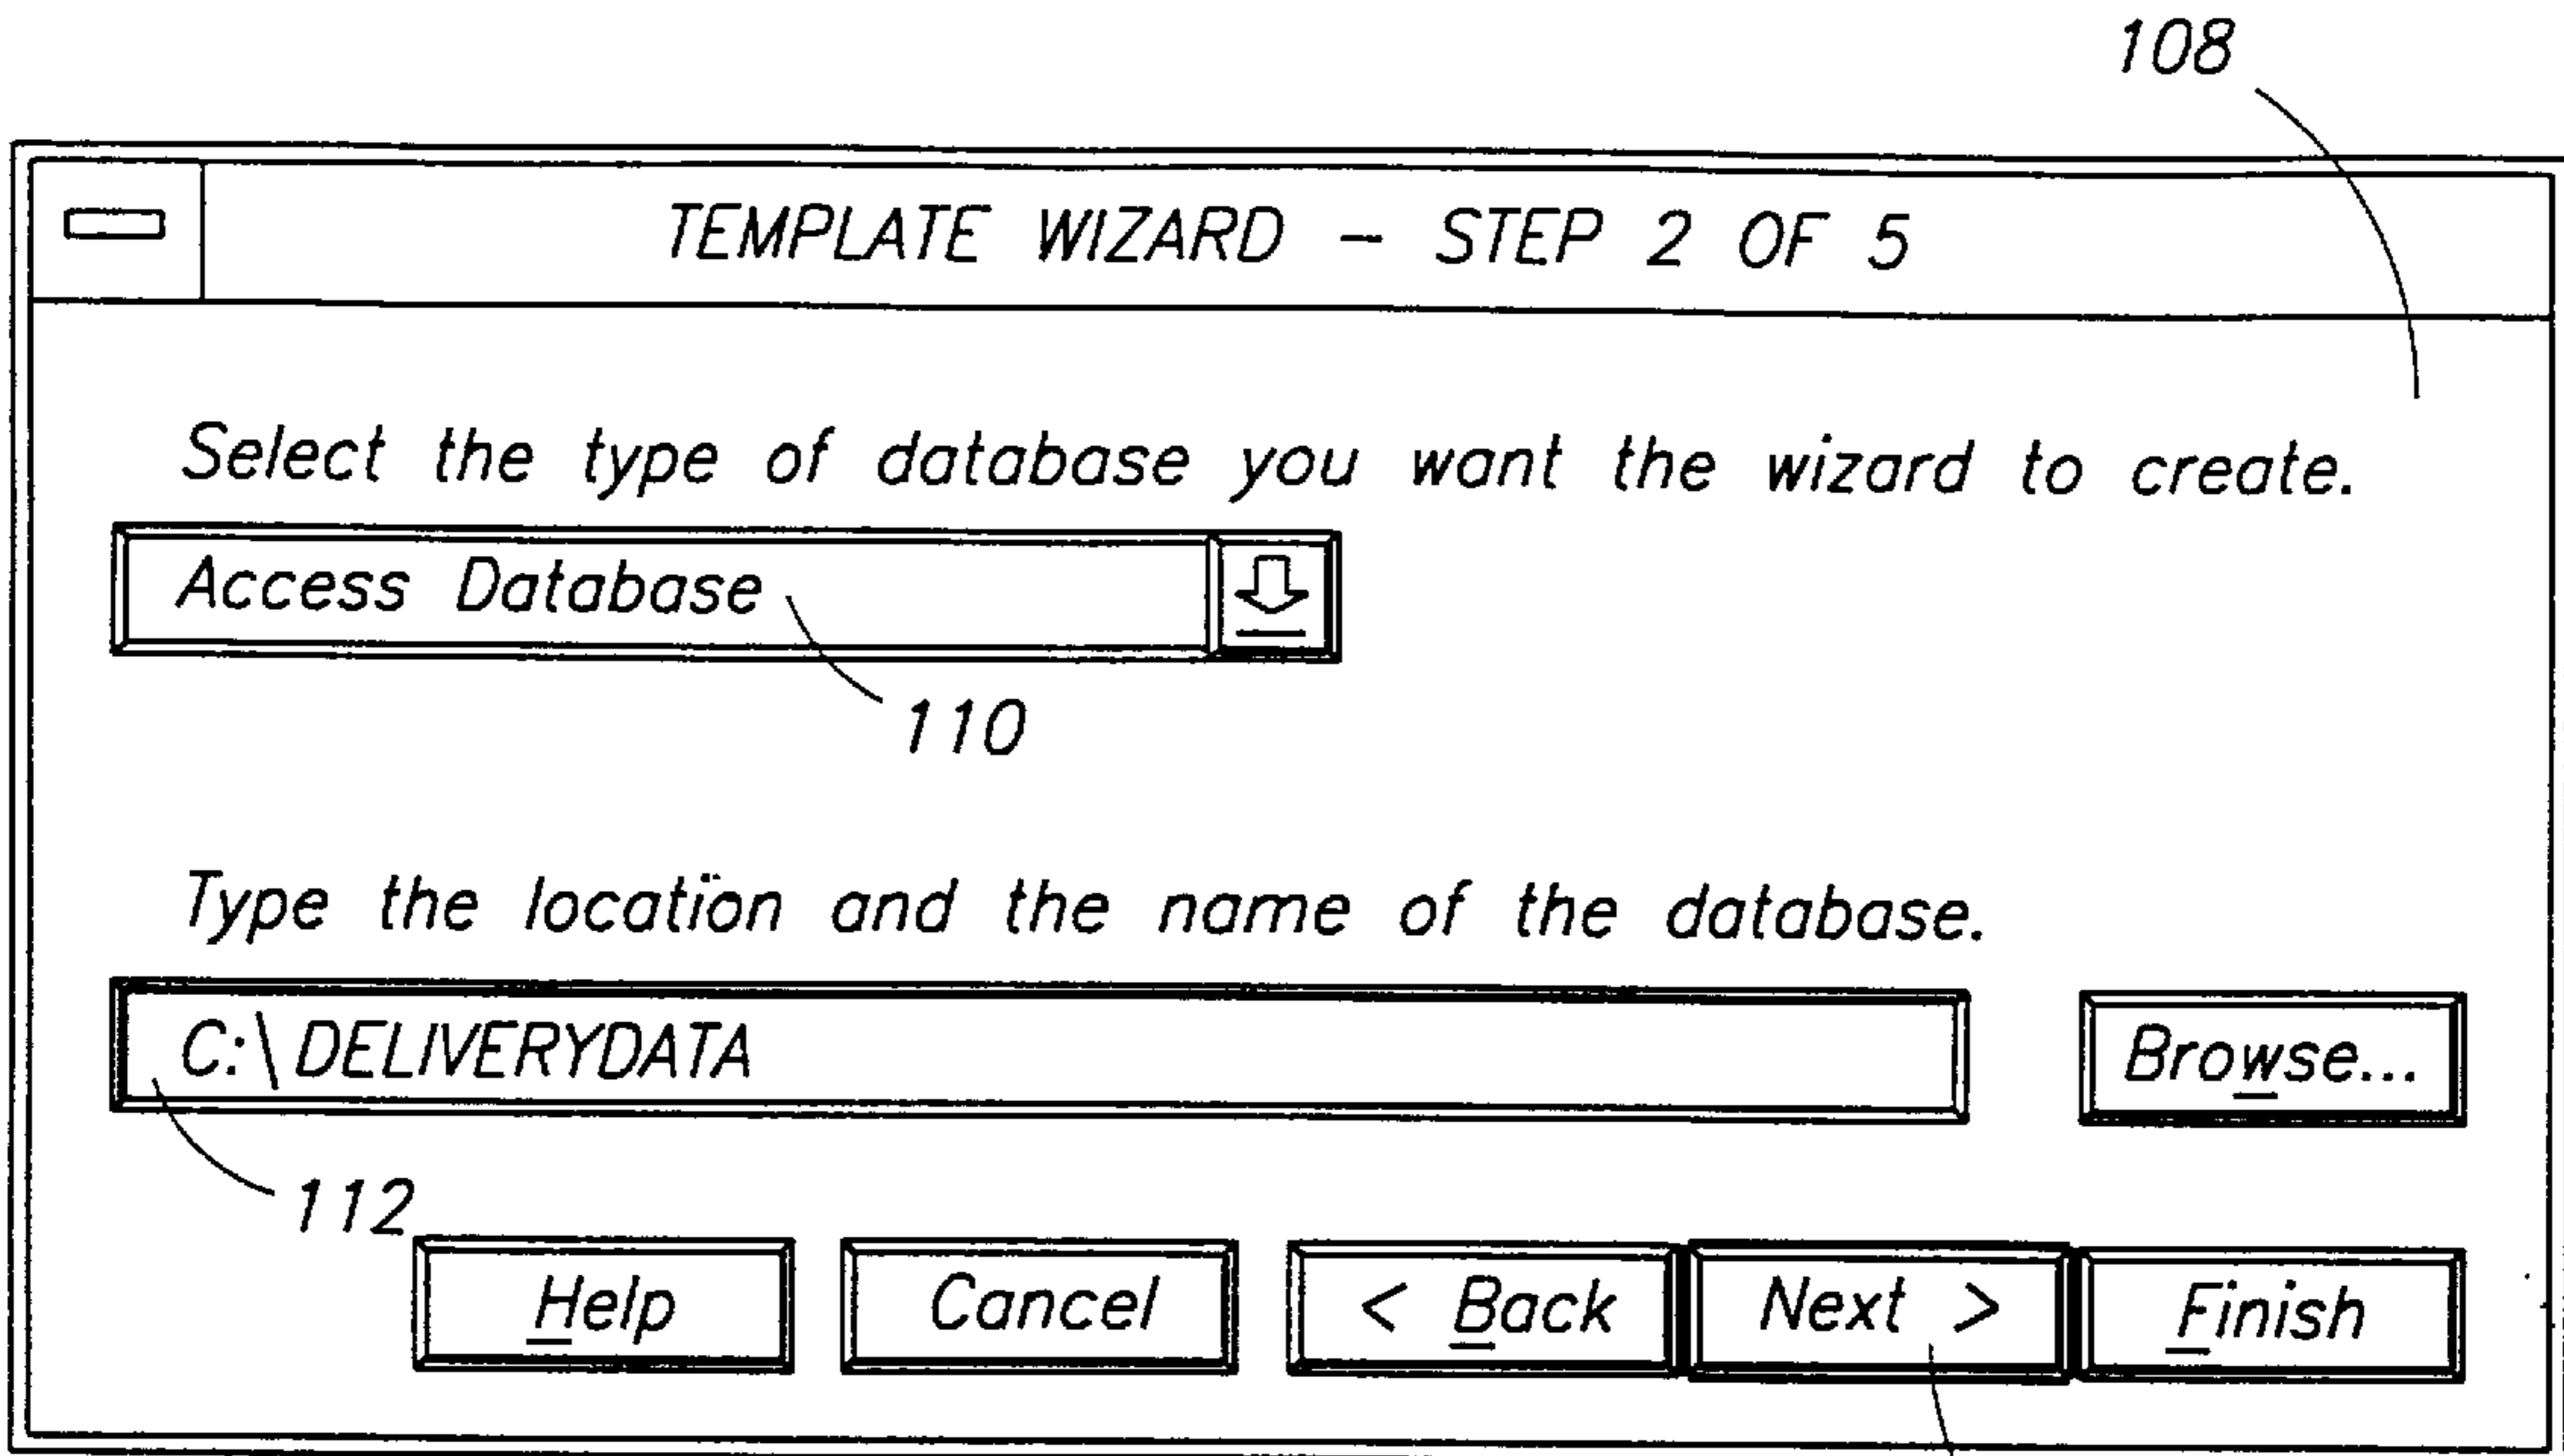 108
TEMPLATE WIZARD – STEP 2 OF 5
Select the type of database you want the wizard to create.
Access Database
110
Type the location and the name of the database.
C:\DELIVERYDATA
Browse...
112
Help
Cancel
< Back
Next >
Finish